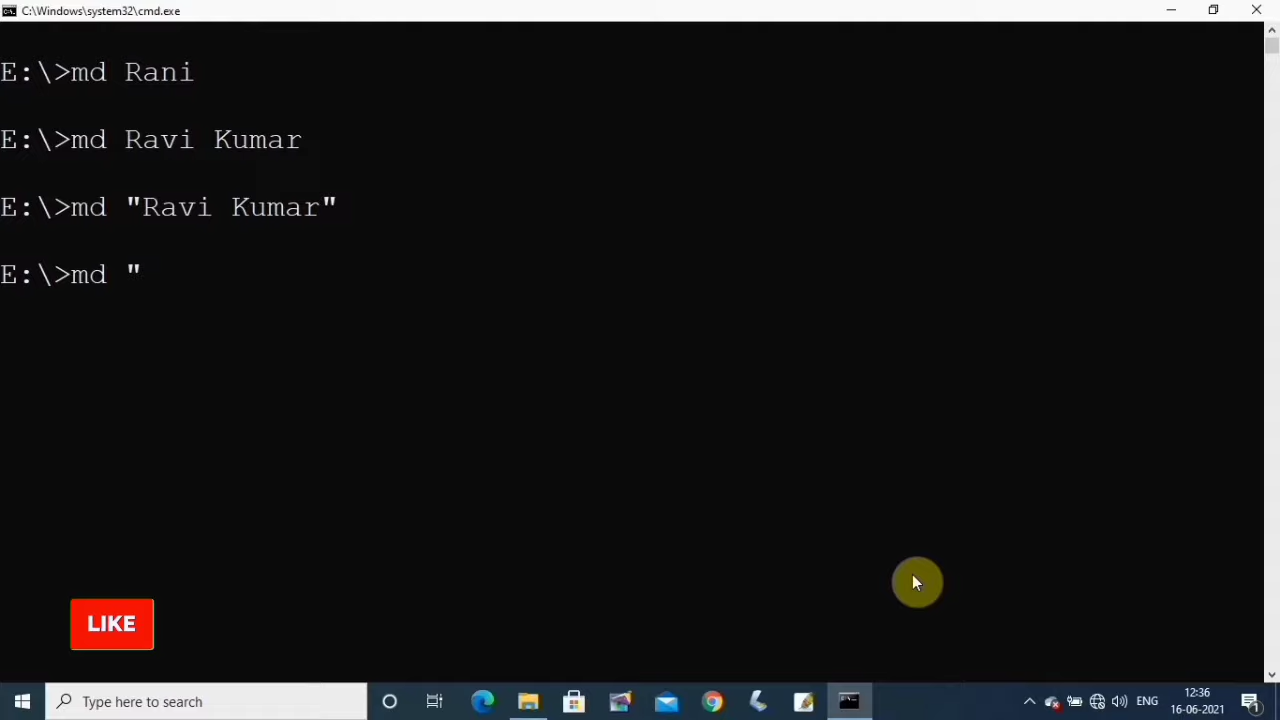 C:\Windows\system32\cmd.exe
E:\>md Rani
E:\>md Ravi Kumar
E:\>md "Ravi Kumar"
E:\>md "
LIKE
Type here to search
ENG
12:36
16-06-2021
1